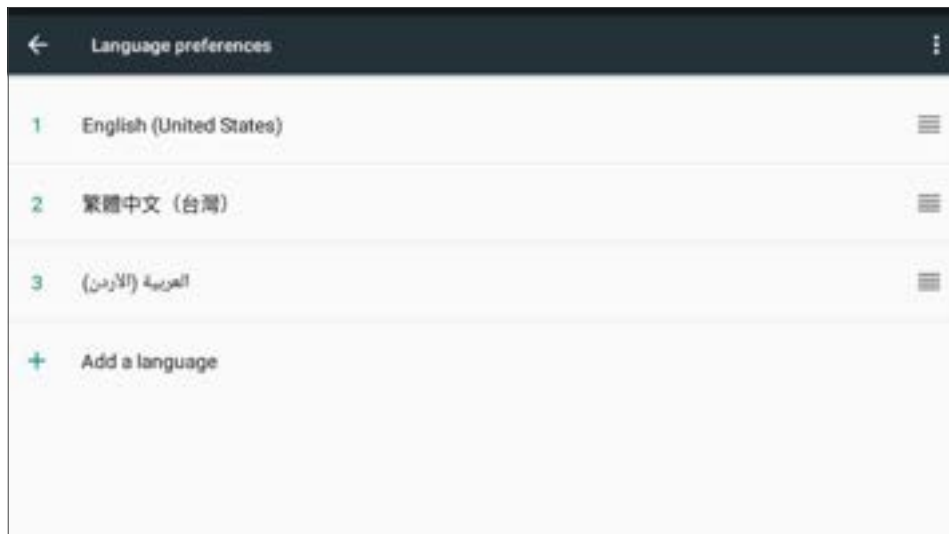 Language preferences
1 English (United States)
2 繁體中文（台灣）
3 العربية (الأردن)
+ Add a language